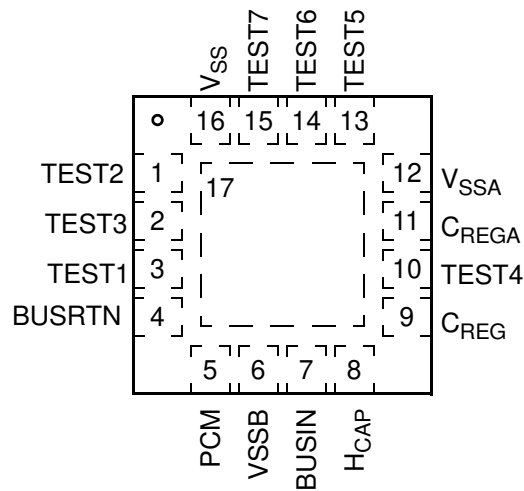 VSS
TEST7
TEST6
TEST5
16
15
14
13
TEST2
1
17
12
VSSA
TEST3
2
11
CREGA
TEST1
3
10
TEST4
BUSRTN
4
9
CREG
5
6
7
8
PCM
VSSB
BUSIN
HCAP